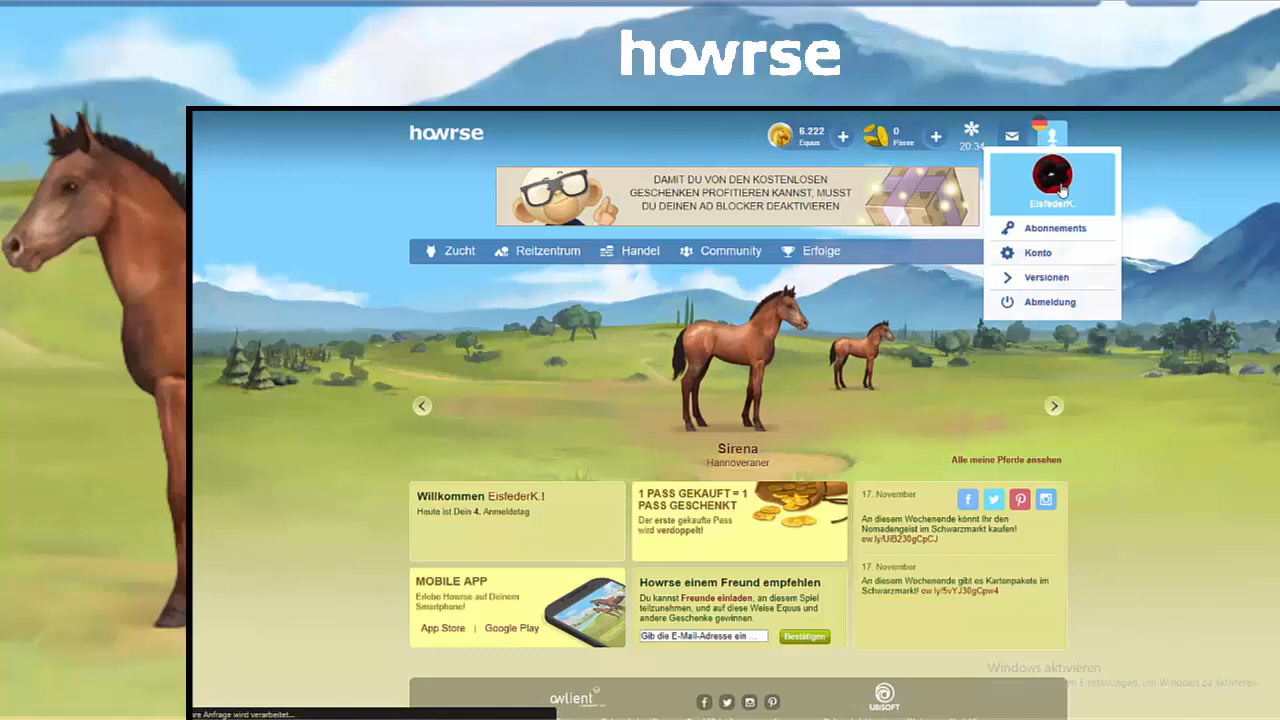 howrse
howrse
6.222
Equus
0
Pässe
20:34
DAMIT DU VON DEN KOSTENLOSEN
GESCHENKEN PROFITIEREN KANNST, MUSST
DU DEINEN AD BLOCKER DEAKTIVIEREN
EisfederK.
Abonnements
Konto
Versionen
Abmeldung
Zucht
Reitzentrum
Handel
Community
Erfolge
Sirena
Hannoveraner
Alle meine Pferde ansehen
Willkommen EisfederK.!
Heute ist Dein 4. Anmeldetag
1 PASS GEKAUFT = 1
PASS GESCHENKT
Der erste gekaufte Pass
wird verdoppelt!
17. November
An diesem Wochenende könnt Ihr den
Nomadengeist im Schwarzmarkt kaufen!
ow.ly/UiB230gCpCJ
17. November
An diesem Wochenende gibt es Kartenpakete im
Schwarzmarkt! ow.ly/5vYJ30gCpw4
MOBILE APP
Erlebe Howrse auf Deinem
Smartphone!
App Store | Google Play
Howrse einem Freund empfehlen
Du kannst Freunde einladen, an diesem Spiel
teilzunehmen, und auf diese Weise Equus und
andere Geschenke gewinnen.
Gib die E-Mail-Adresse ein ...
Bestätigen
Windows aktivieren
Einstellungen, um Windows zu aktivieren.
owlient
UBISOFT
Anfrage wird verarbeitet...